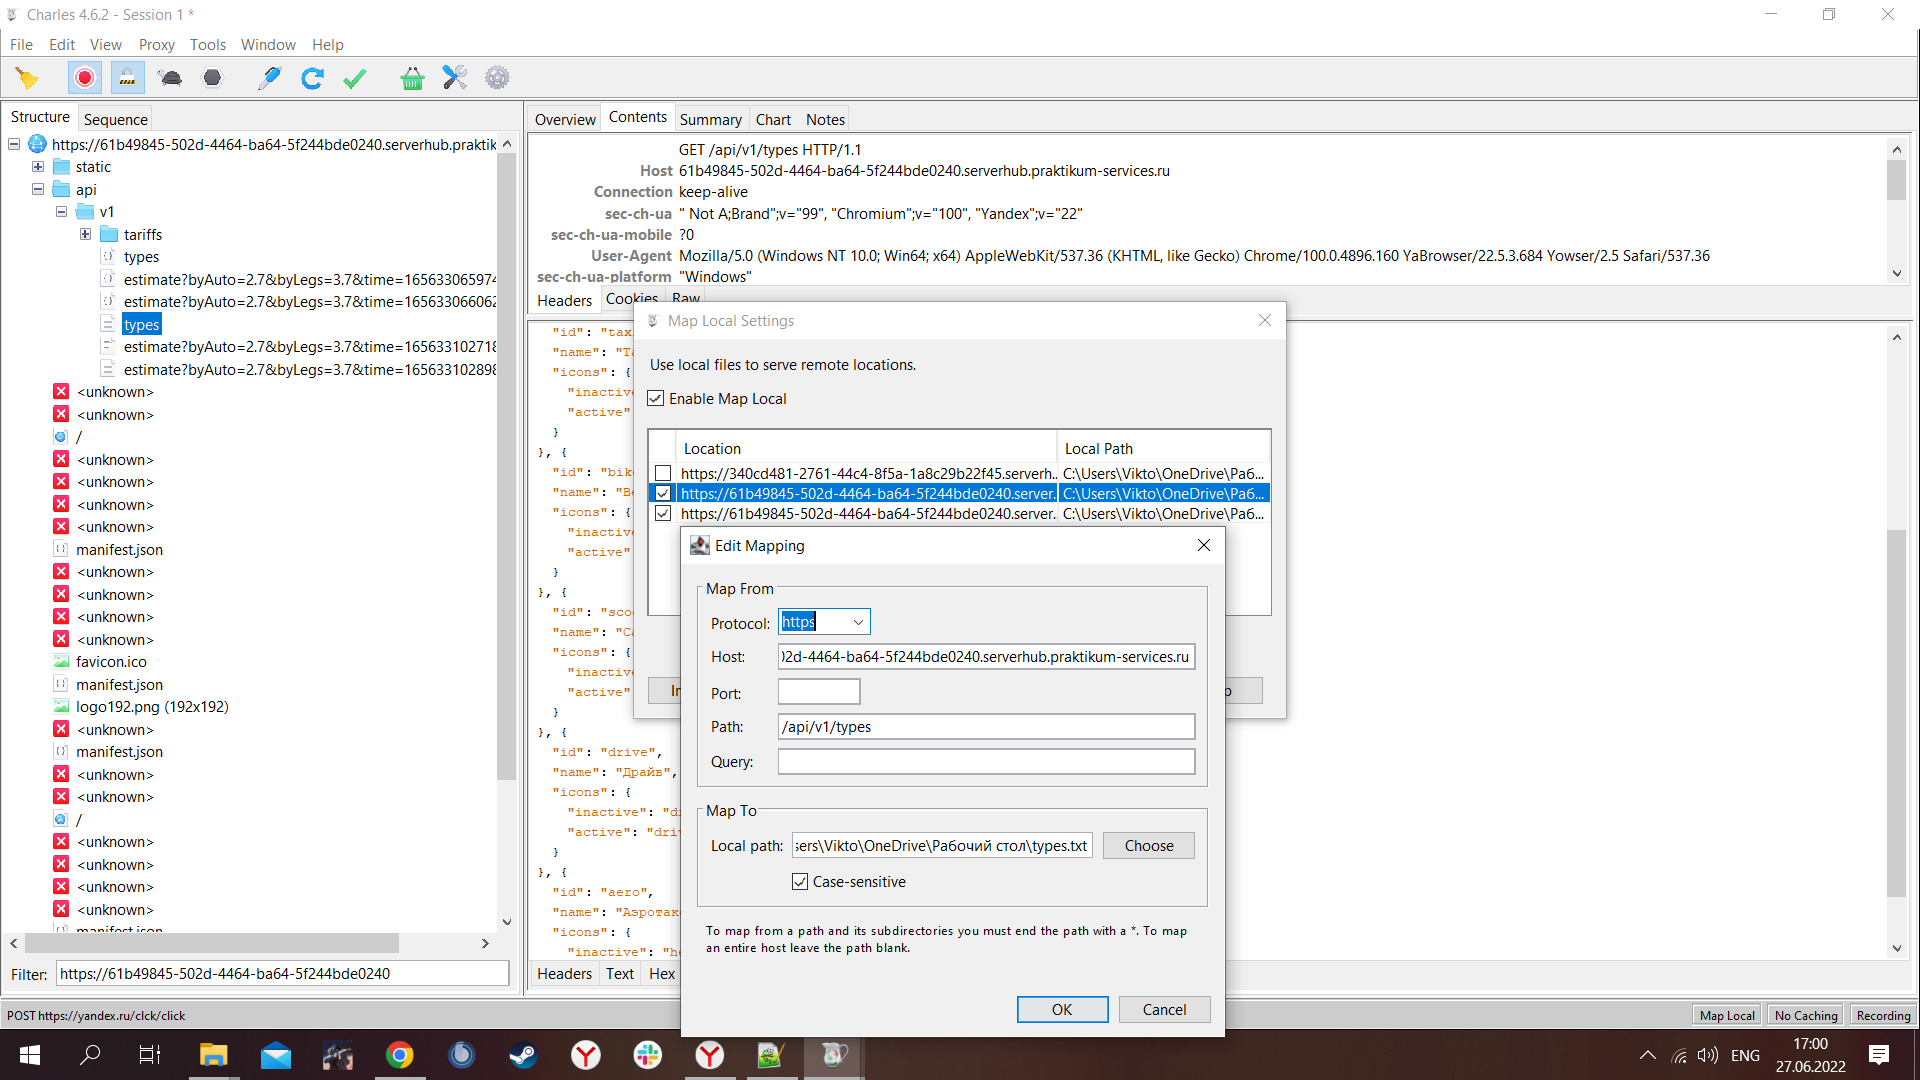 Charles 4.6.2 - Session 1 *
File Edit View Proxy Tools Window Help
Structure Sequence
https://61b49845-502d-4464-ba64-5f244bde0240.serverhub.praktik
static
api
v1
tariffs
types
estimate?byAuto=2.7&byLegs=3.7&time=165633065974
estimate?byAuto=2.7&byLegs=3.7&time=165633066062
types
estimate?byAuto=2.7&byLegs=3.7&time=165633102718
estimate?byAuto=2.7&byLegs=3.7&time=165633102898
<unknown>
<unknown>
/
<unknown>
<unknown>
<unknown>
<unknown>
manifest.json
<unknown>
<unknown>
<unknown>
<unknown>
favicon.ico
manifest.json
logo192.png (192x192)
<unknown>
manifest.json
<unknown>
<unknown>
/
<unknown>
<unknown>
<unknown>
<unknown>
manifest.json
Filter: https://61b49845-502d-4464-ba64-5f244bde0240
Overview Contents Summary Chart Notes
GET /api/v1/types HTTP/1.1
Host 61b49845-502d-4464-ba64-5f244bde0240.serverhub.praktikum-services.ru
Connection keep-alive
sec-ch-ua " Not A;Brand";v="99", "Chromium";v="100", "Yandex";v="22"
sec-ch-ua-mobile ?0
User-Agent Mozilla/5.0 (Windows NT 10.0; Win64; x64) AppleWebKit/537.36 (KHTML, like Gecko) Chrome/100.0.4896.160 YaBrowser/22.5.3.684 Yowser/2.5 Safari/537.36
sec-ch-ua-platform "Windows"
Headers Cookies Raw
"id": "tax
"name": "Та
"icons": {
"inactive
"active"
}
}, {
"id": "bik
"name": "Ве
"icons": {
"inactive
"active"
}
}, {
"id": "sco
"name": "Са
"icons": {
"inactive
"active"
}
}, {
"id": "drive",
"name": "Драйв",
"icons": {
"inactive": "d
"active": "dri
}
}, {
"id": "aero",
"name": "Аэротак
"icons": {
"inactive": "he
Headers Text Hex
Map Local Settings
Use local files to serve remote locations.
Enable Map Local
Location Local Path
https://340cd481-2761-44c4-8f5a-1a8c29b22f45.serverh... C:\Users\Vikto\OneDrive\Раб...
https://61b49845-502d-4464-ba64-5f244bde0240.server... C:\Users\Vikto\OneDrive\Раб...
https://61b49845-502d-4464-ba64-5f244bde0240.server... C:\Users\Vikto\OneDrive\Раб...
Edit Mapping
Map From
Protocol: https
Host: 02d-4464-ba64-5f244bde0240.serverhub.praktikum-services.ru
Port:
Path: /api/v1/types
Query:
Map To
Local path: sers\Vikto\OneDrive\Рабочий стол\types.txt Choose
Case-sensitive
To map from a path and its subdirectories you must end the path with a *. To map
an entire host leave the path blank.
OK Cancel
POST https://yandex.ru/clck/click
Map Local No Caching Recording
ENG
17:00
27.06.2022